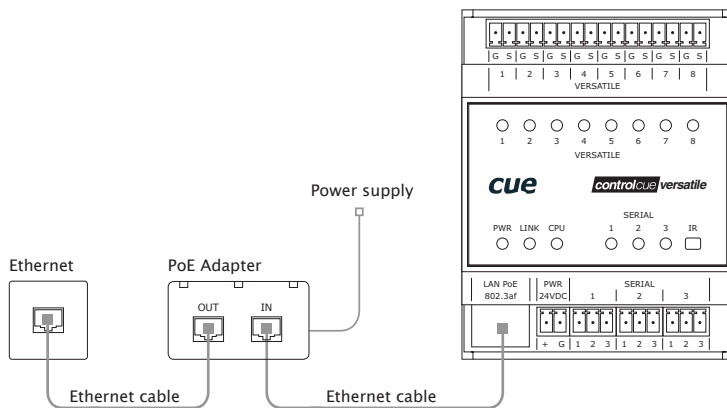 G S G S G S G S G S G S G S G S
1 2 3 4 5 6 7 8
VERSATILE
1 2 3 4 5 6 7 8
VERSATILE
cue
controlcue versatile
Power supply
SERIAL
PWR LINK CPU 1 2 3 IR
Ethernet
PoE Adapter
LAN PoE
802.3af
PWR
24VDC
SERIAL
1 2 3
OUT IN
+ G 1 2 3 1 2 3 1 2 3
Ethernet cable
Ethernet cable